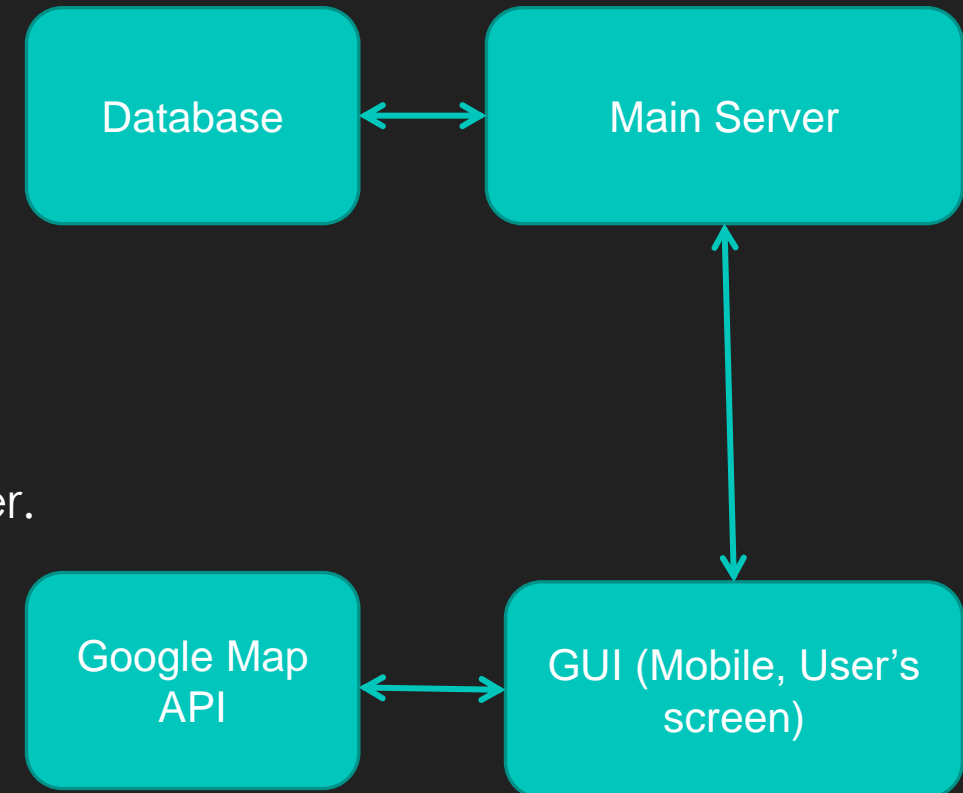 Database
Main Server
er.
Google Map
API
GUI (Mobile, User’s
screen)